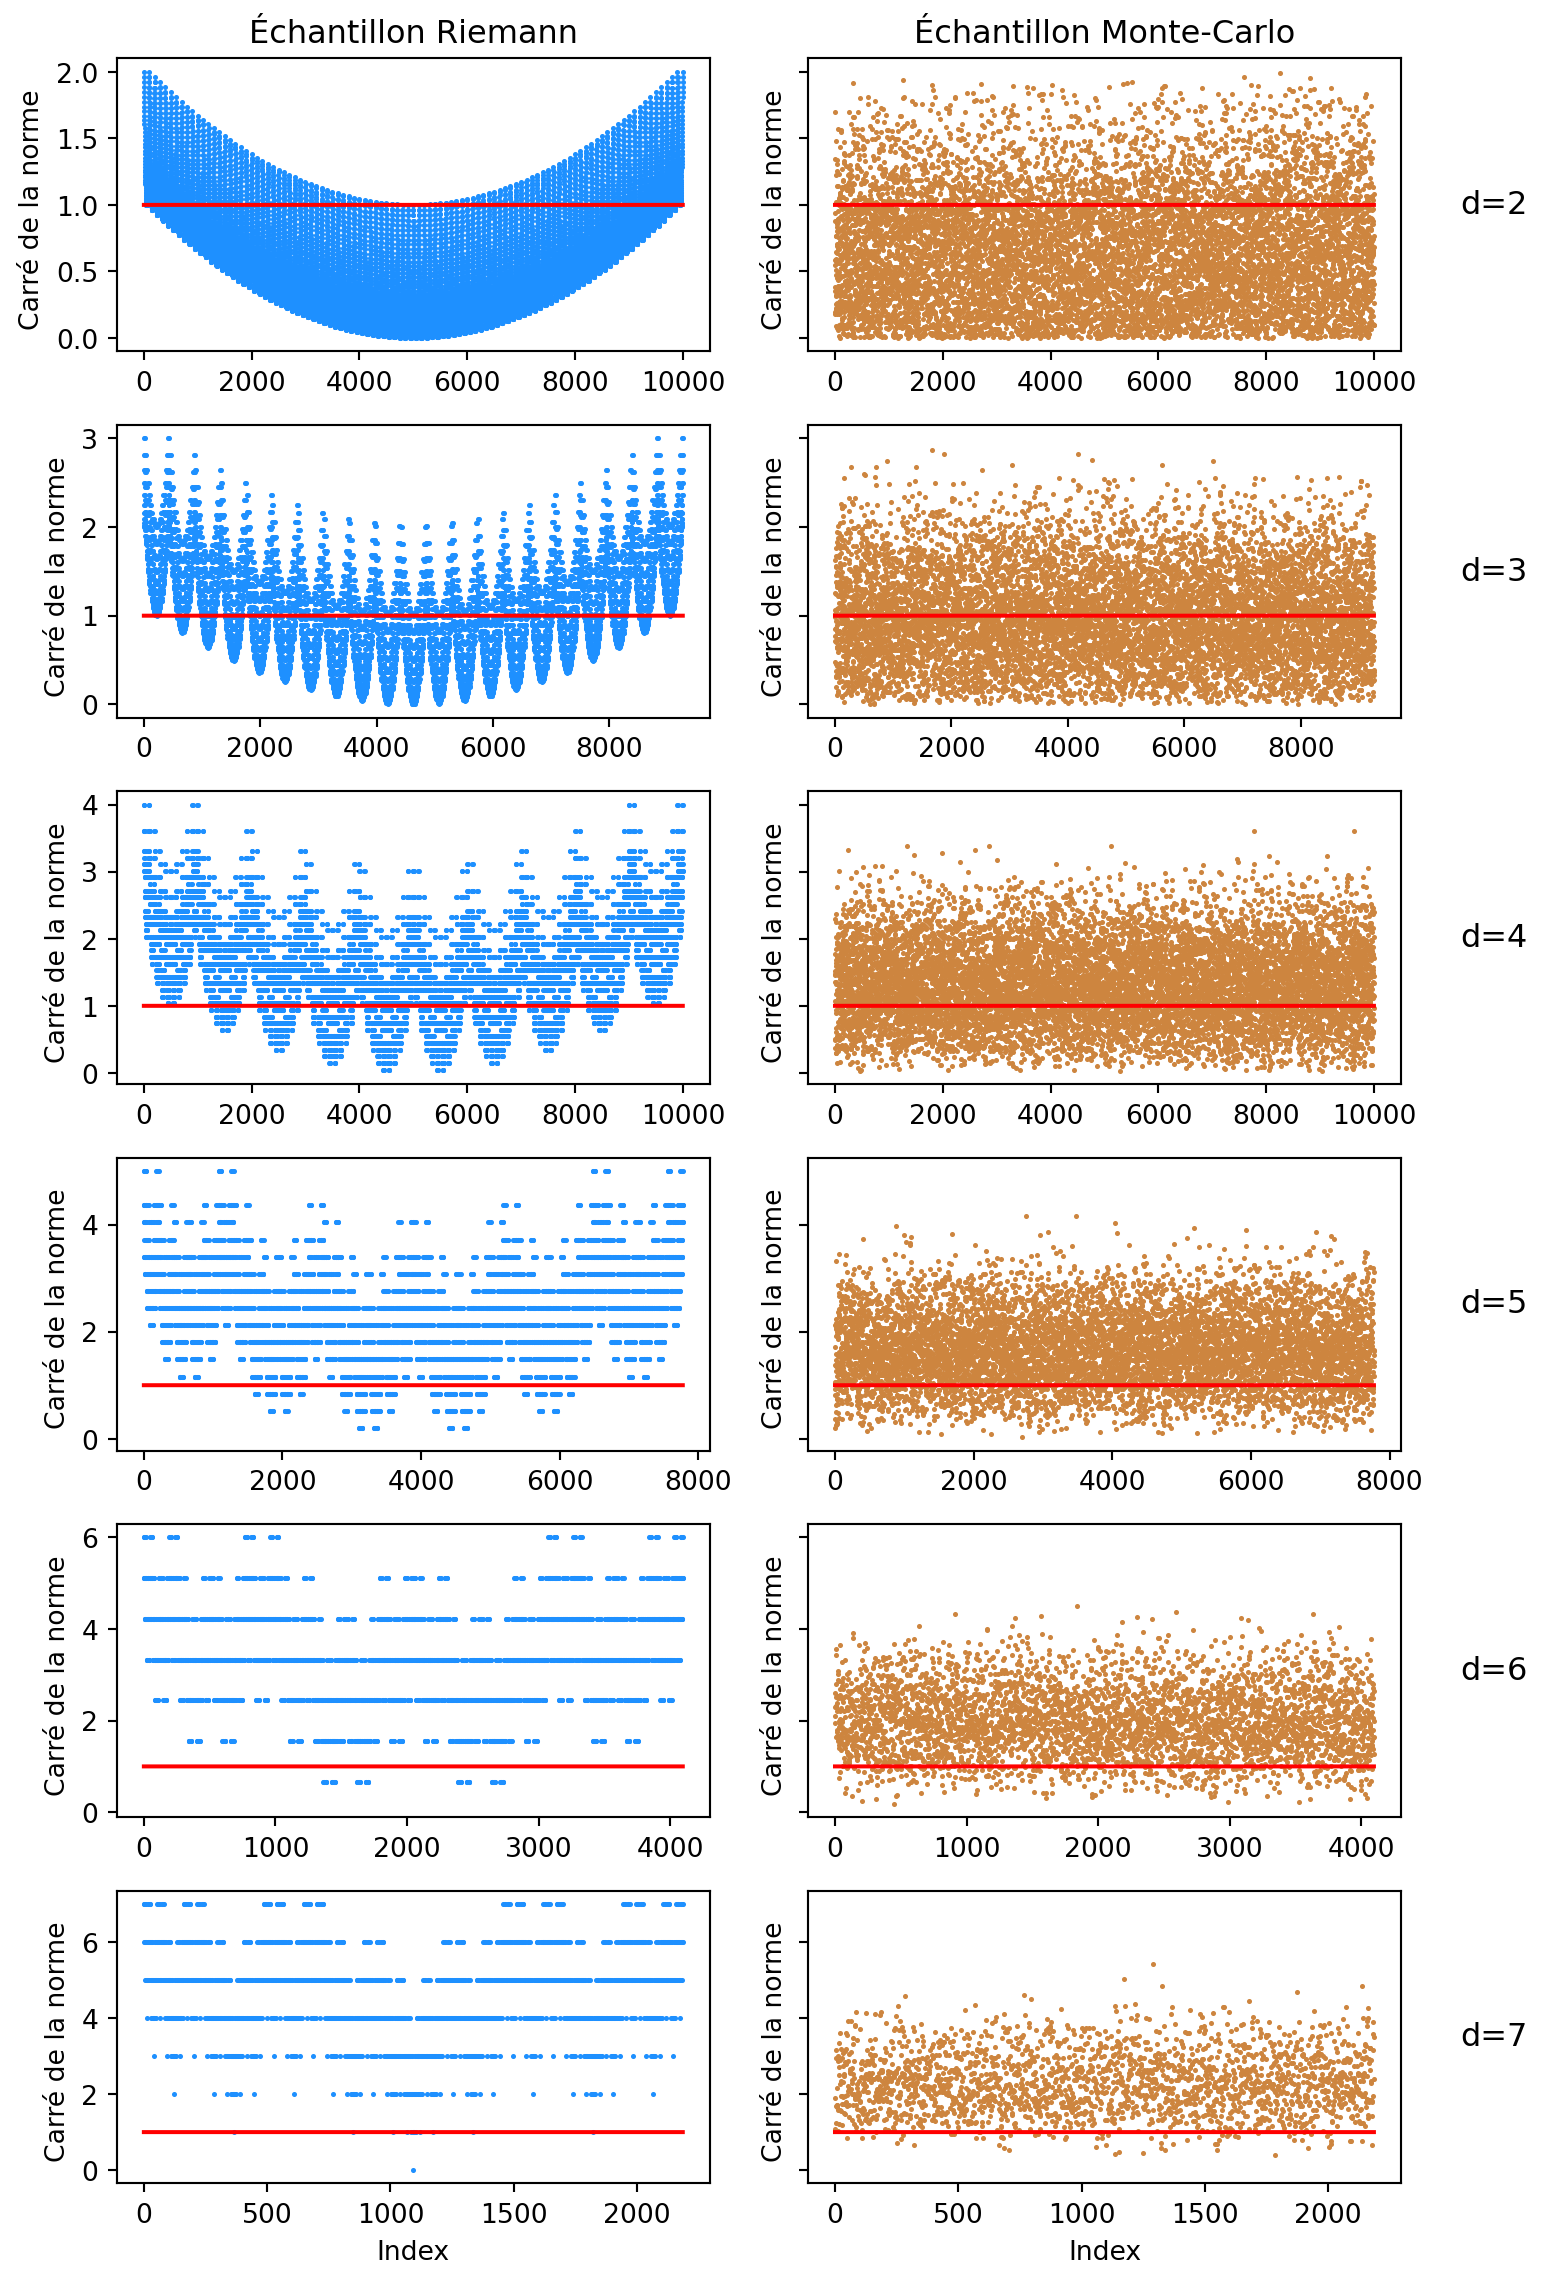 Échantillon Riemann
Échantillon Monte-Carlo
Carré de la norme
2.0
1.5
1.0
0.5
0.0
0 2000 4000 6000 8000 10000
Carré de la norme
0 2000 4000 6000 8000 10000
d=2
Carré de la norme
3
2
1
0
0 2000 4000 6000 8000
Carré de la norme
0 2000 4000 6000 8000
d=3
Carré de la norme
4
3
2
1
0
0 2000 4000 6000 8000 10000
Carré de la norme
0 2000 4000 6000 8000 10000
d=4
Carré de la norme
4
2
0
0 2000 4000 6000 8000
Carré de la norme
0 2000 4000 6000 8000
d=5
Carré de la norme
6
4
2
0
0 1000 2000 3000 4000
Carré de la norme
0 1000 2000 3000 4000
d=6
Carré de la norme
6
4
2
0
0 500 1000 1500 2000
Index
Carré de la norme
0 500 1000 1500 2000
Index
d=7